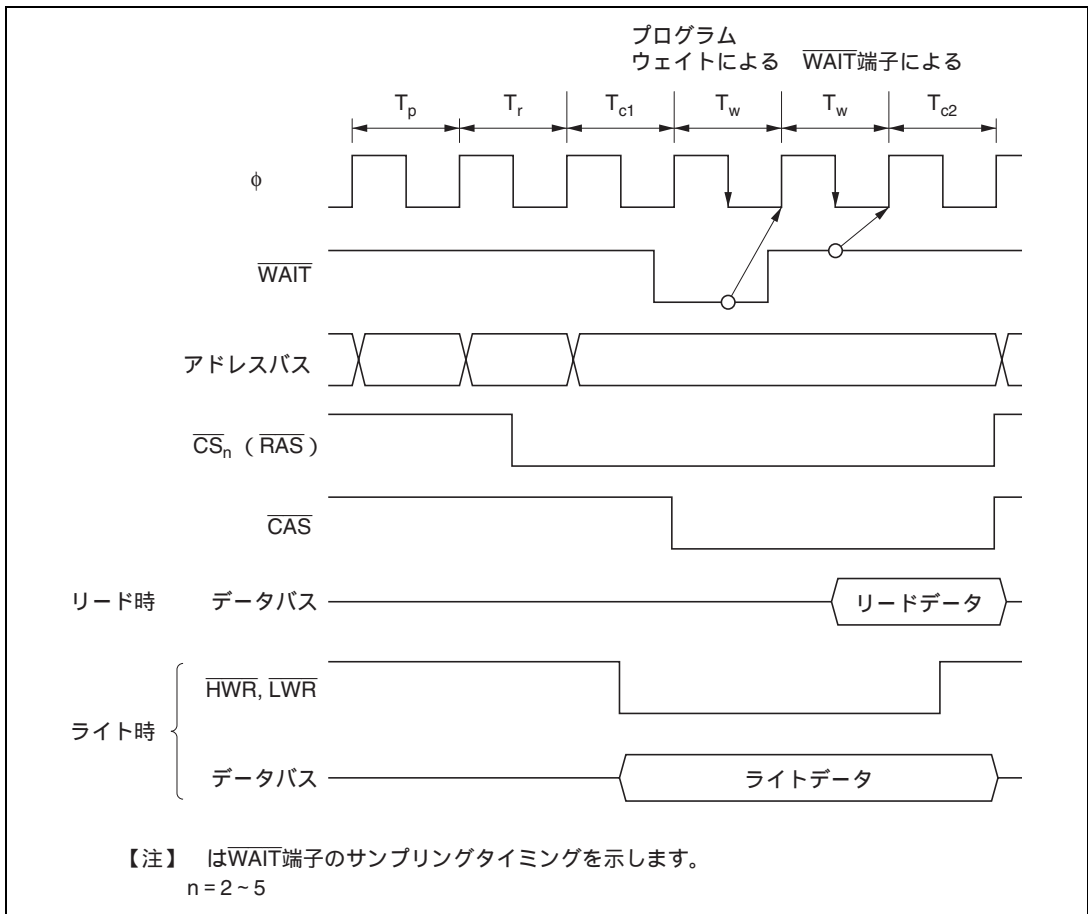 プログラム
ウェイトによる WAIT端子による
Tp Tr Tc1 Tw Tw Tc2
φ
WAIT
アドレスバス
CSn ( RAS )
CAS
リード時 データバス リードデータ
HWR, LWR
ライト時
データバス ライトデータ
【注】 はWAIT端子のサンプリングタイミングを示します。
n = 2 ~ 5